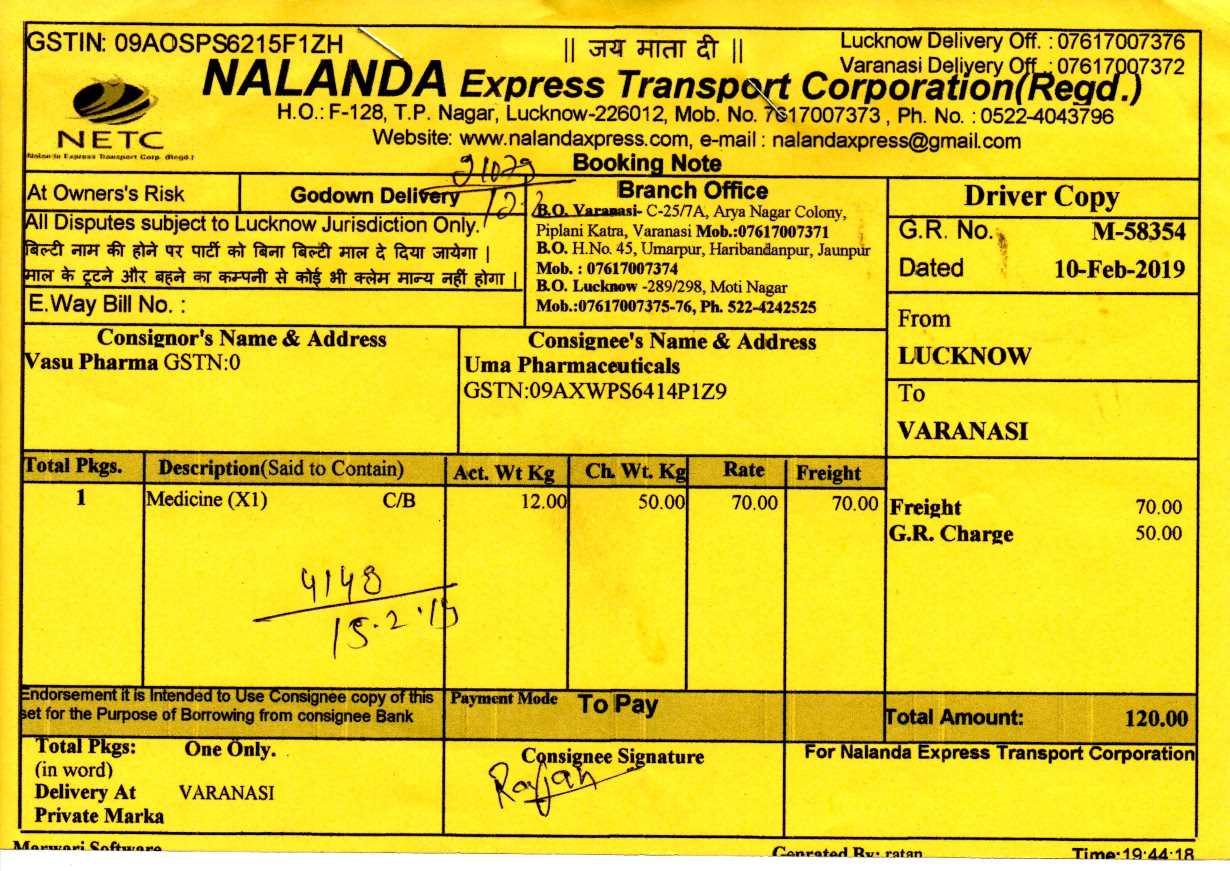 GSTIN: 09AOSPS6215F1ZH
|| जय माता दी ||
Lucknow Delivery Off. : 07617007376
Varanasi Delivery Off. : 07617007372
NALANDA Express Transport Corporation(Regd.)
H.O.: F-128, T.P. Nagar, Lucknow-226012, Mob. No. 7617007373 , Ph. No. : 0522-4043796
Website: www.nalandaxpress.com, e-mail : nalandaxpress@gmail.com
NETC
Nalanda Express Transport Corp. (Regd.)
Booking Note
At Owners's Risk
Godown Delivery
All Disputes subject to Lucknow Jurisdiction Only.
बिल्टी नाम की होने पर पार्टी को बिना बिल्टी माल दे दिया जायेगा |
माल के टूटने और बहने का कम्पनी से कोई भी क्लेम मान्य नहीं होगा |
E.Way Bill No. :
Branch Office
B.O. Varanasi- C-25/7A, Arya Nagar Colony,
Piplani Katra, Varanasi Mob.:07617007371
B.O. H.No. 45, Umarpur, Haribandanpur, Jaunpur
Mob. : 07617007374
B.O. Lucknow -289/298, Moti Nagar
Mob.:07617007375-76, Ph. 522-4242525
Driver Copy
G.R. No. M-58354
Dated 10-Feb-2019
From
LUCKNOW
To
VARANASI
Consignor's Name & Address
Vasu Pharma GSTN:0
Consignee's Name & Address
Uma Pharmaceuticals
GSTN:09AXWPS6414P1Z9
Total Pkgs. Description(Said to Contain) Act. Wt Kg Ch. Wt. Kg Rate Freight
1 Medicine (X1) C/B 12.00 50.00 70.00 70.00
Freight 70.00
G.R. Charge 50.00
4148
15.2.19
Endorsement it is Intended to Use Consignee copy of this
set for the Purpose of Borrowing from consignee Bank
Payment Mode To Pay
Total Amount: 120.00
Total Pkgs: One Only.
(in word)
Delivery At VARANASI
Private Marka
Consignee Signature
For Nalanda Express Transport Corporation
Marwari Software
Genrated By: ratan
Time:19:44:18